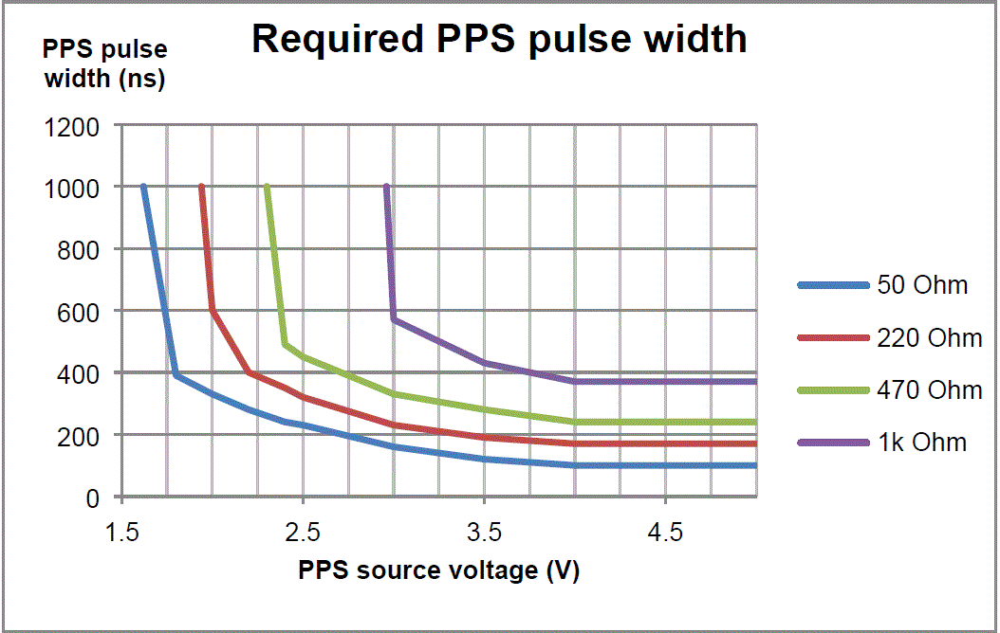 Required PPS pulse width
PPS pulse
width (ns)
1200
1000
800
600
400
200
0
1.5 2.5 3.5 4.5
PPS source voltage (V)
50 Ohm
220 Ohm
470 Ohm
1k Ohm